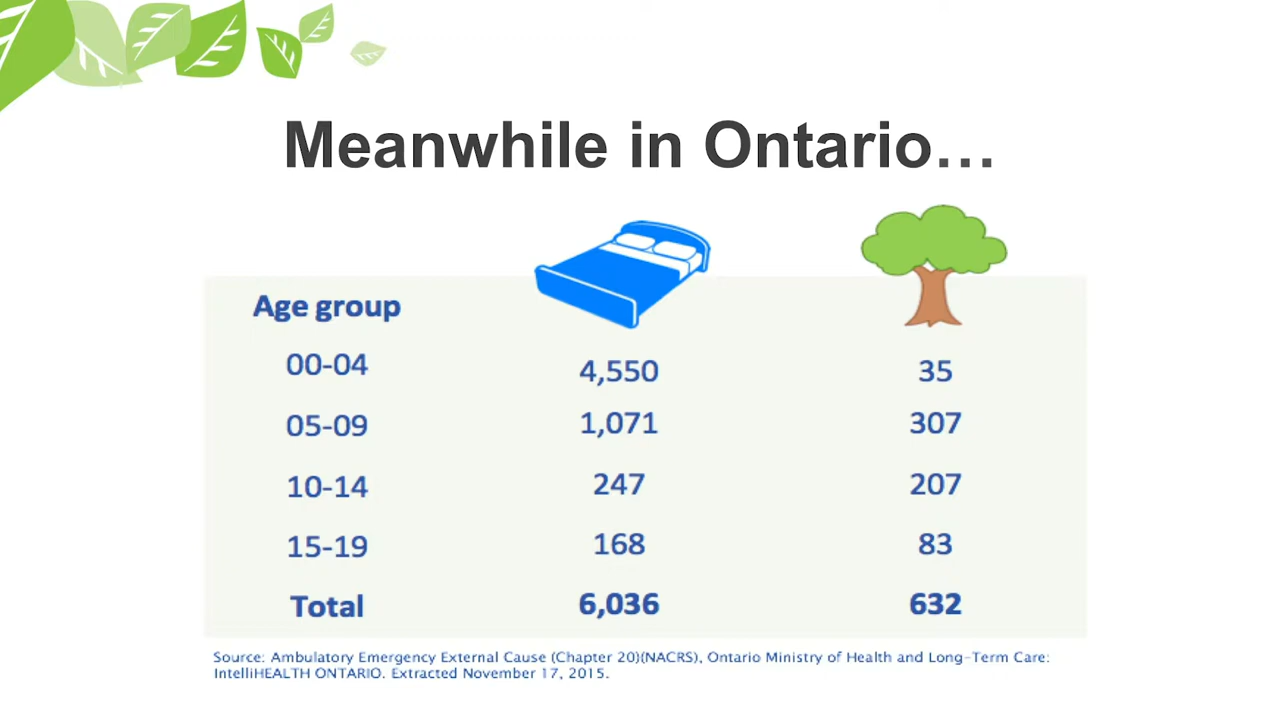 Meanwhile in Ontario…
Age group
00-04 4,550 35
05-09 1,071 307
10-14 247 207
15-19 168 83
Total 6,036 632
Source: Ambulatory Emergency External Cause (Chapter 20)(NACRS), Ontario Ministry of Health and Long-Term Care:
IntelliHEALTH ONTARIO. Extracted November 17, 2015.